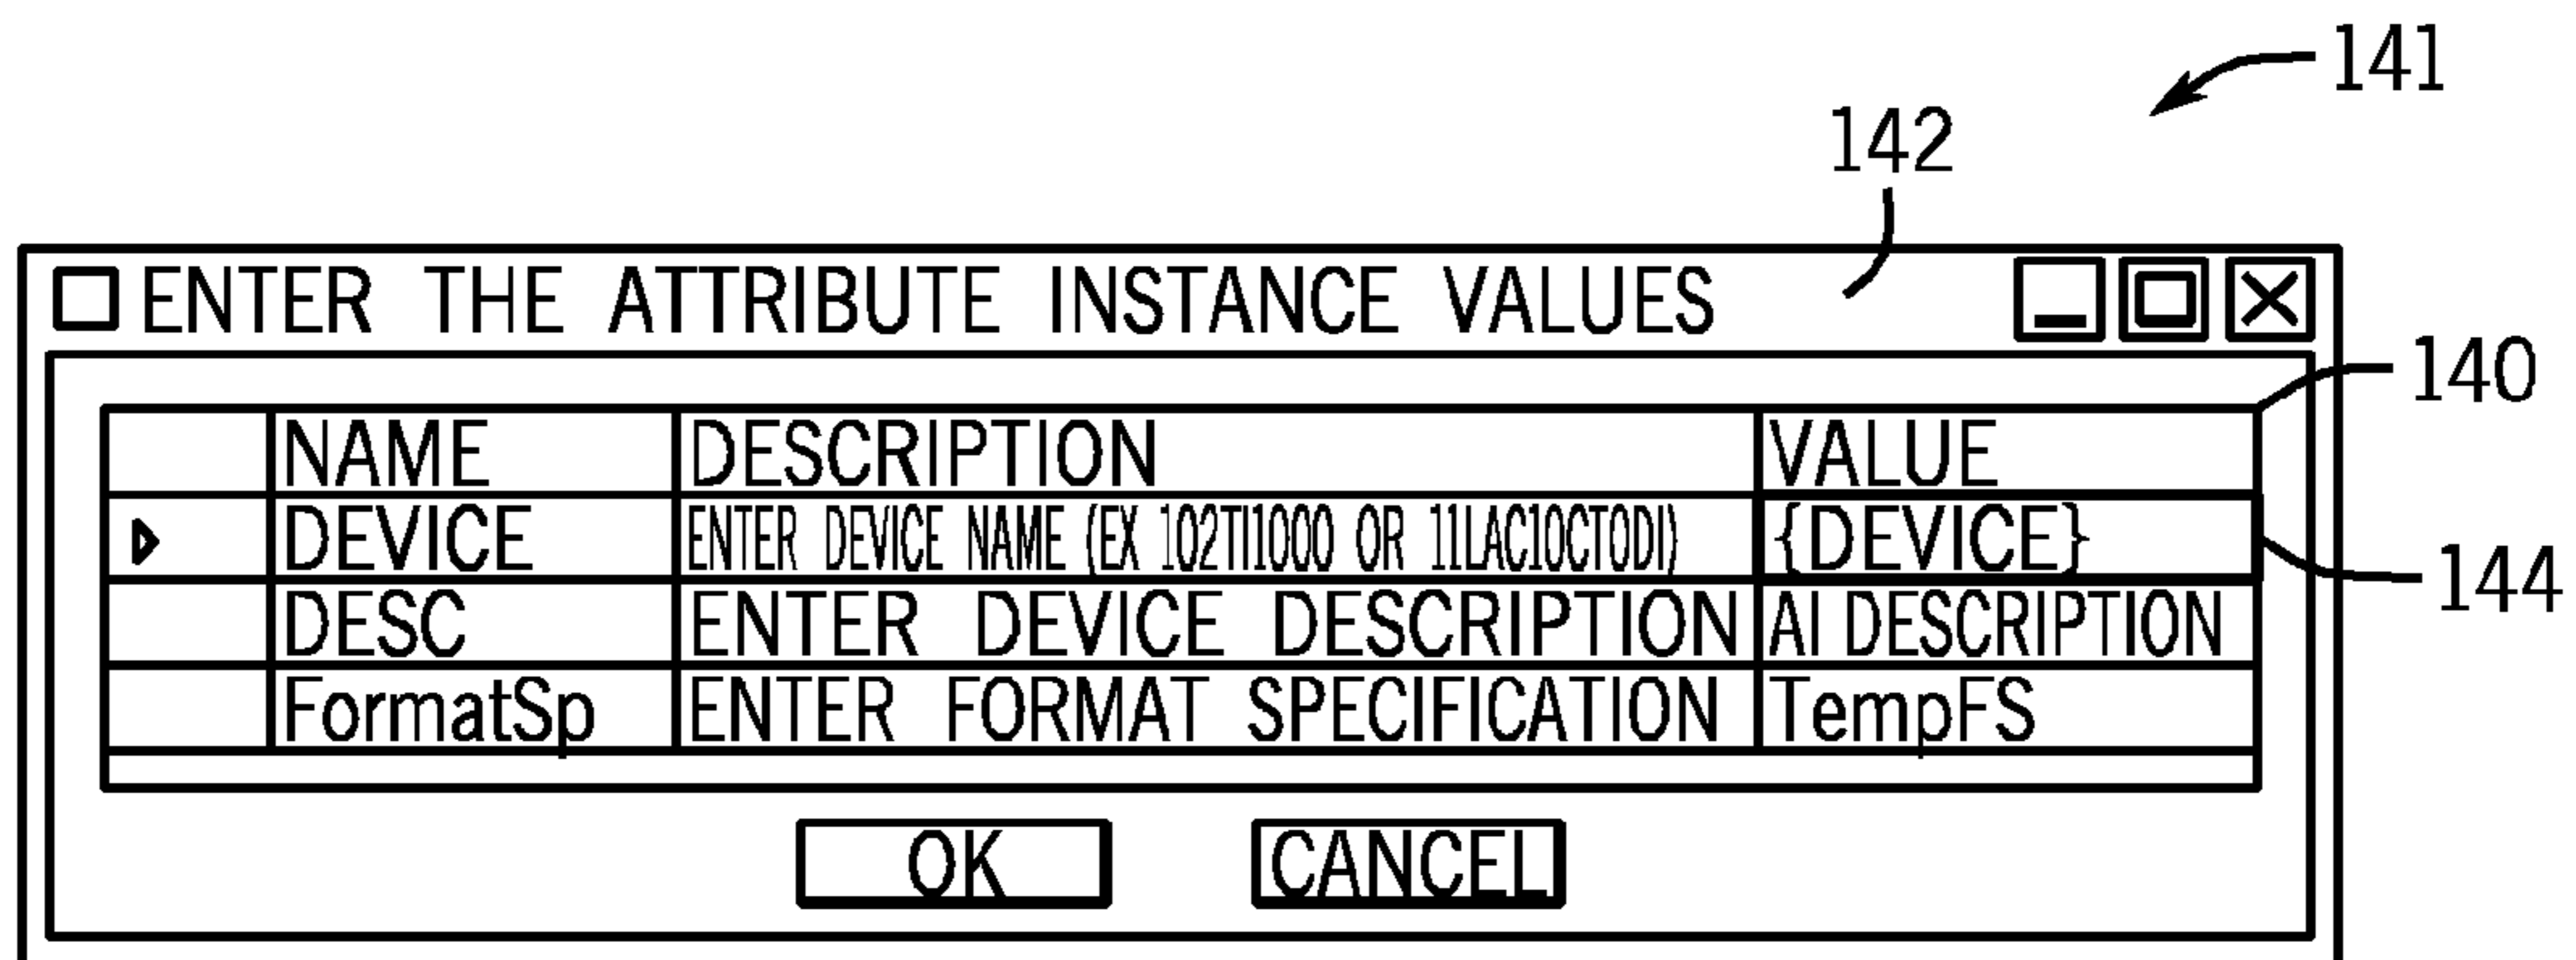 141
142
ENTER THE ATTRIBUTE INSTANCE VALUES
140
NAME DESCRIPTION VALUE
DEVICE ENTER DEVICE NAME (EX 102TI1000 OR 11LAC10CT0DI) {DEVICE}
144
DESC ENTER DEVICE DESCRIPTION AI DESCRIPTION
FormatSp ENTER FORMAT SPECIFICATION TempFS
OK CANCEL